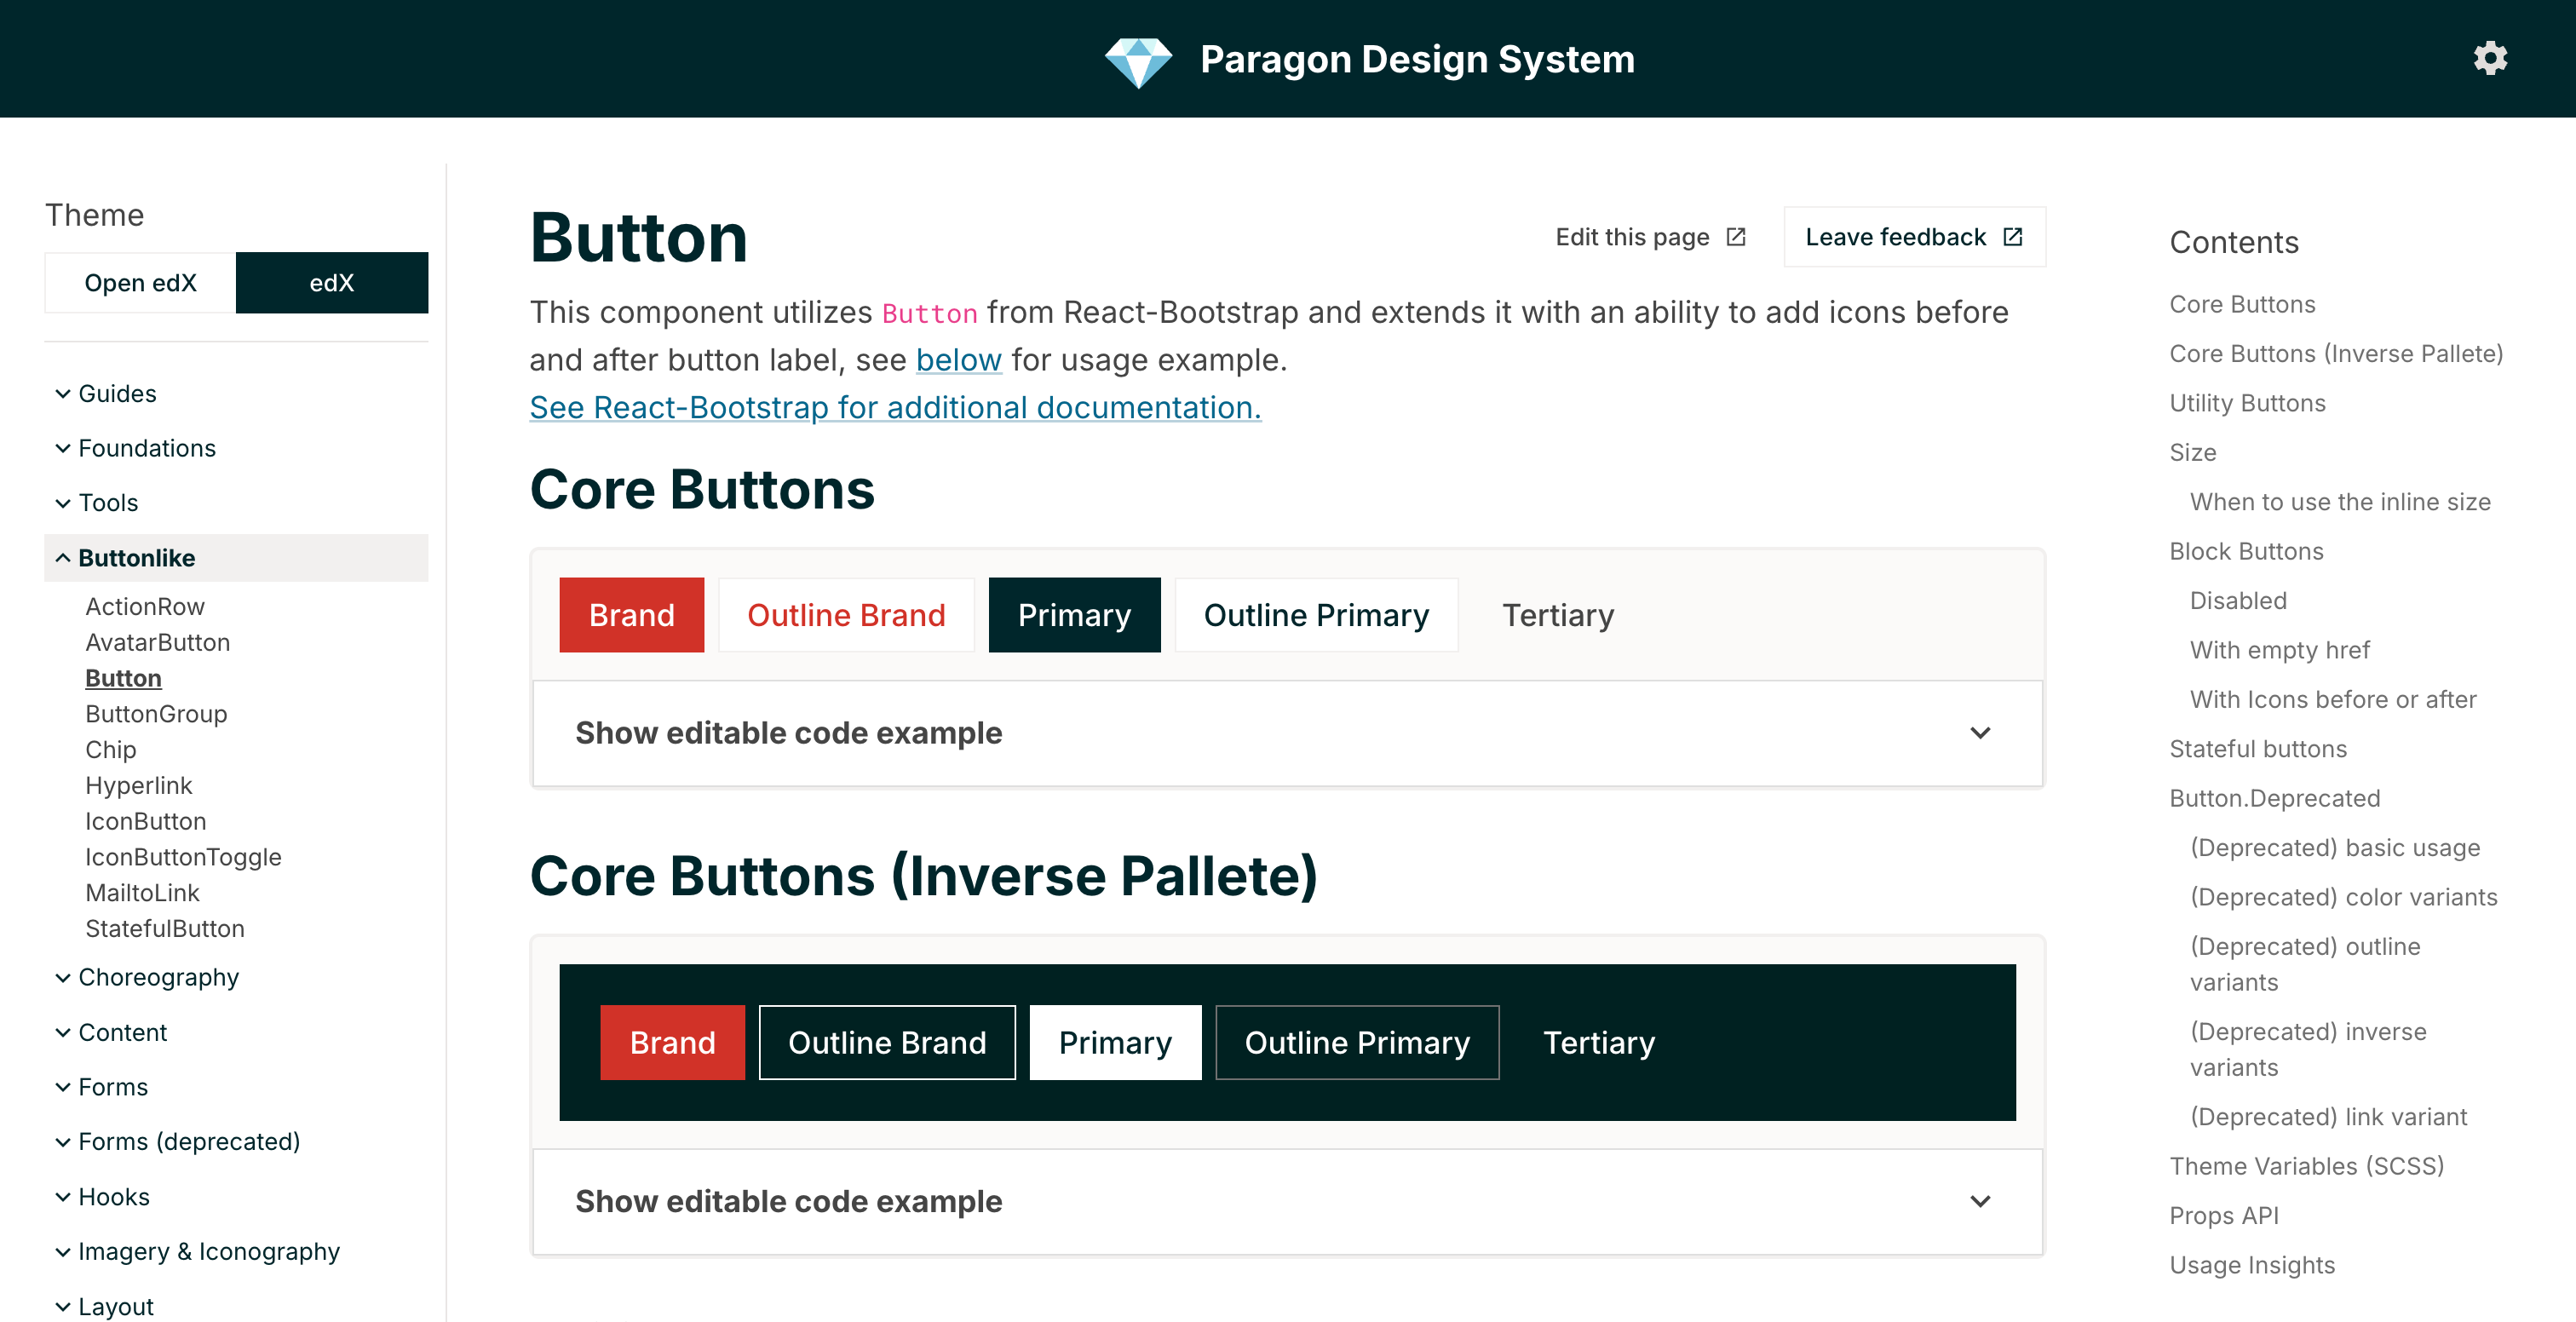 Paragon Design System
Theme
Open edX
edX
Guides
Foundations
Tools
Buttonlike
ActionRow
AvatarButton
Button
ButtonGroup
Chip
Hyperlink
IconButton
IconButtonToggle
MailtoLink
StatefulButton
Choreography
Content
Forms
Forms (deprecated)
Hooks
Imagery & Iconography
Layout
Button
Edit this page
Leave feedback
This component utilizes Button from React-Bootstrap and extends it with an ability to add icons before
and after button label, see below for usage example.
See React-Bootstrap for additional documentation.
Core Buttons
Brand
Outline Brand
Primary
Outline Primary
Tertiary
Show editable code example
Core Buttons (Inverse Pallete)
Brand
Outline Brand
Primary
Outline Primary
Tertiary
Show editable code example
Contents
Core Buttons
Core Buttons (Inverse Pallete)
Utility Buttons
Size
When to use the inline size
Block Buttons
Disabled
With empty href
With Icons before or after
Stateful buttons
Button.Deprecated
(Deprecated) basic usage
(Deprecated) color variants
(Deprecated) outline
variants
(Deprecated) inverse
variants
(Deprecated) link variant
Theme Variables (SCSS)
Props API
Usage Insights